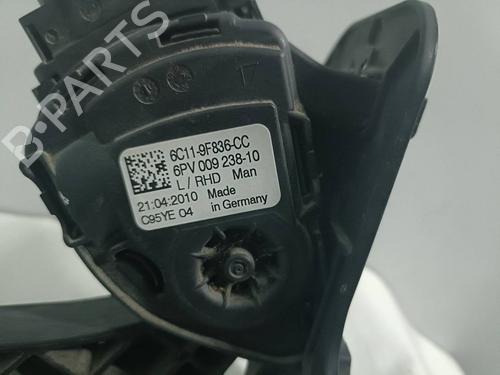 B-PARTS
6C11-9F836-CC
6PV 009 238-10
L/RHD Man
21:04:2010 Made
C95YE 04 in Germany